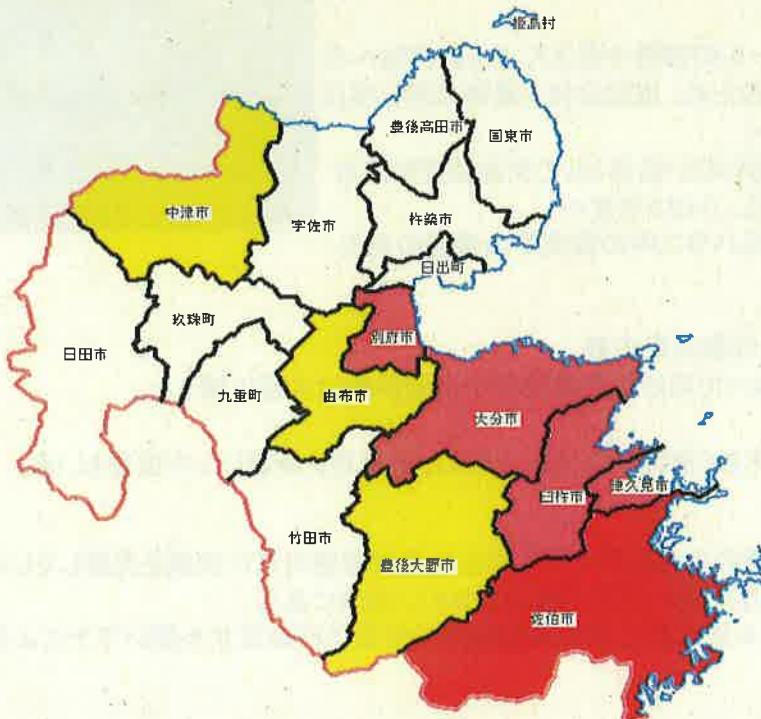 姫島村
豊後高田市
国東市
中津市
宇佐市
杵築市
日出町
玖珠町
別府市
日田市
九重町
由布市
大分市
臼杵市
津久見市
竹田市
豊後大野市
佐伯市